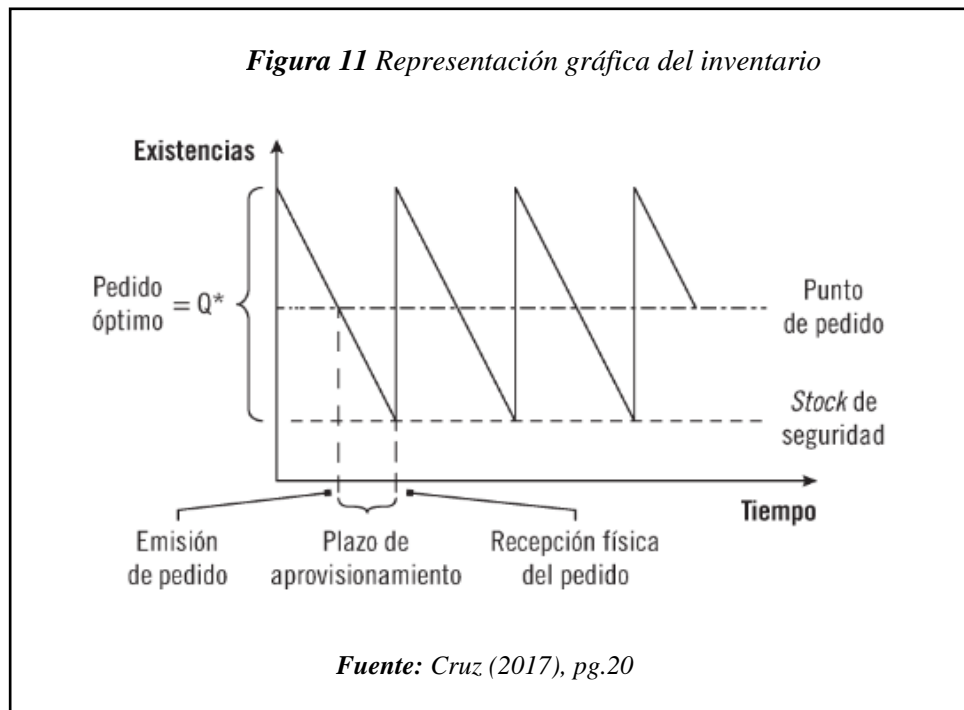 Figura 11 Representación gráfica del inventario
Existencias
Pedido
óptimo = Q*
Punto
de pedido
Stock de
seguridad
Tiempo
Emisión
de pedido
Plazo de
aprovisionamiento
Recepción física
del pedido
Fuente: Cruz (2017), pg.20